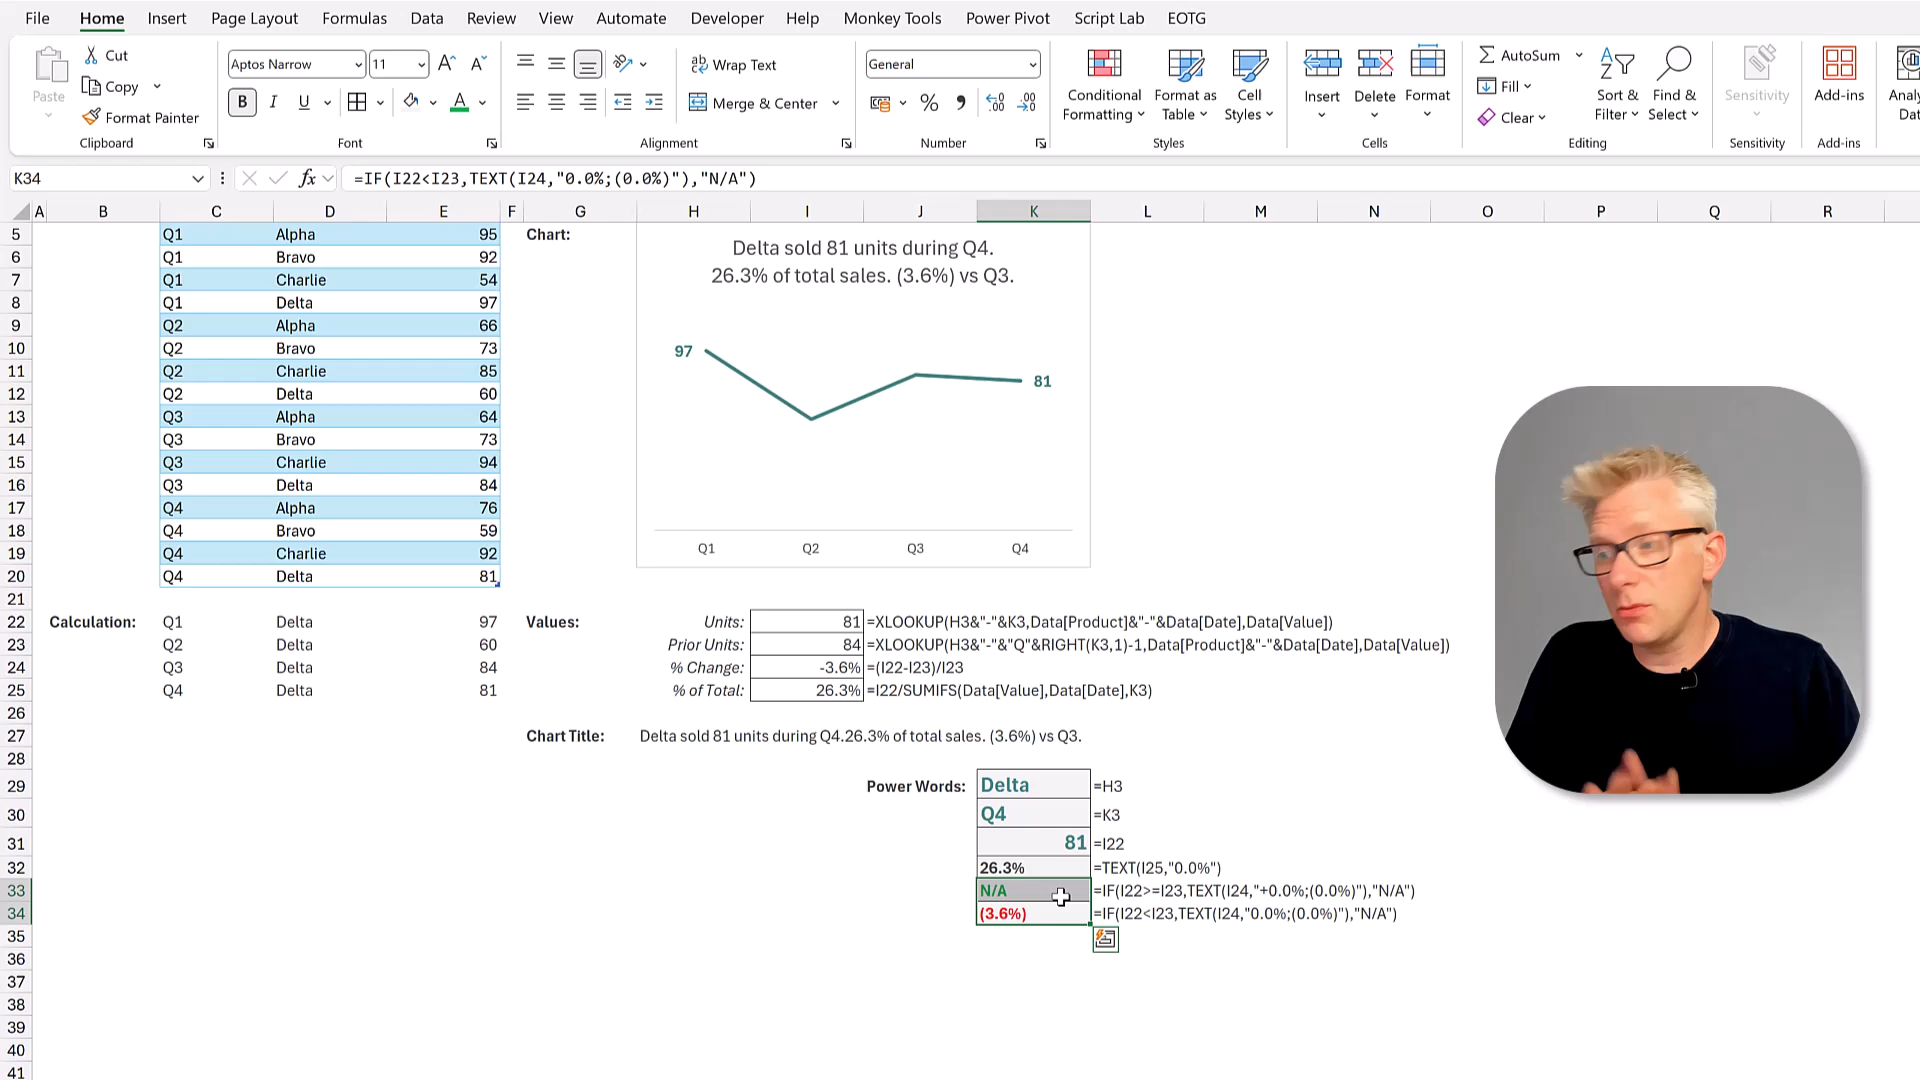 File Home Insert Page Layout Formulas Data Review View Automate Developer Help Monkey Tools Power Pivot Script Lab EOTG
Paste
Cut
Copy
Format Painter
Clipboard
Aptos Narrow 11
B I U
Font
Wrap Text
Merge & Center
Alignment
General
Number
Conditional Formatting
Format as Table
Cell Styles
Styles
Insert Delete Format
Cells
AutoSum
Fill
Clear
Sort & Filter
Find & Select
Editing
Sensitivity
Sensitivity
Add-ins
Add-ins
K34 fx =IF(I22<I23,TEXT(I24,"0.0%;(0.0%)"),"N/A")
A B C D E F G H I J K L M N O P Q R
5 Q1 Alpha 95 Chart:
6 Q1 Bravo 92
7 Q1 Charlie 54
8 Q1 Delta 97
9 Q2 Alpha 66
10 Q2 Bravo 73
11 Q2 Charlie 85
12 Q2 Delta 60
13 Q3 Alpha 64
14 Q3 Bravo 73
15 Q3 Charlie 94
16 Q3 Delta 84
17 Q4 Alpha 76
18 Q4 Bravo 59
19 Q4 Charlie 92
20 Q4 Delta 81
Delta sold 81 units during Q4.
26.3% of total sales. (3.6%) vs Q3.
97
81
Q1 Q2 Q3 Q4
21
22 Calculation: Q1 Delta 97 Values: Units: 81 =XLOOKUP(H3&"-"&K3,Data[Product]&"-"&Data[Date],Data[Value])
23 Q2 Delta 60 Prior Units: 84 =XLOOKUP(H3&"-"&"Q"&RIGHT(K3,1)-1,Data[Product]&"-"&Data[Date],Data[Value])
24 Q3 Delta 84 % Change: -3.6% =(I22-I23)/I23
25 Q4 Delta 81 % of Total: 26.3% =I22/SUMIFS(Data[Value],Data[Date],K3)
26
27 Chart Title: Delta sold 81 units during Q4.26.3% of total sales. (3.6%) vs Q3.
28
29 Power Words: Delta =H3
30 Q4 =K3
31 81 =I22
32 26.3% =TEXT(I25,"0.0%")
33 N/A =IF(I22>=I23,TEXT(I24,"+0.0%;(0.0%)"),"N/A")
34 (3.6%) =IF(I22<I23,TEXT(I24,"0.0%;(0.0%)"),"N/A")
35
36
37
38
39
40
41